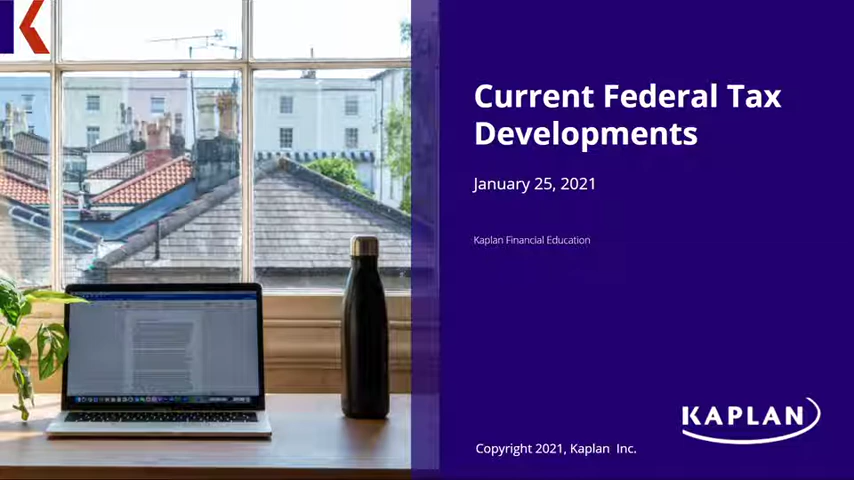 Current Federal Tax
Developments
January 25, 2021
Kaplan Financial Education
KAPLAN
Copyright 2021, Kaplan Inc.